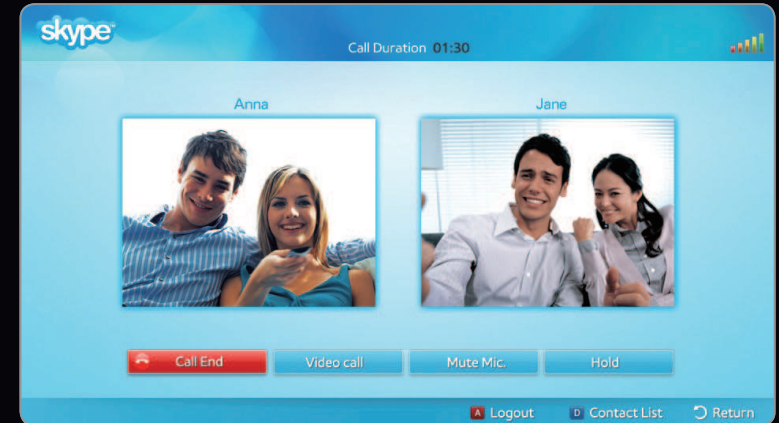 skype
Call Duration 01:30
Anna
Jane
Call End
Video call
Mute Mic.
Hold
A Logout
D Contact List
Return